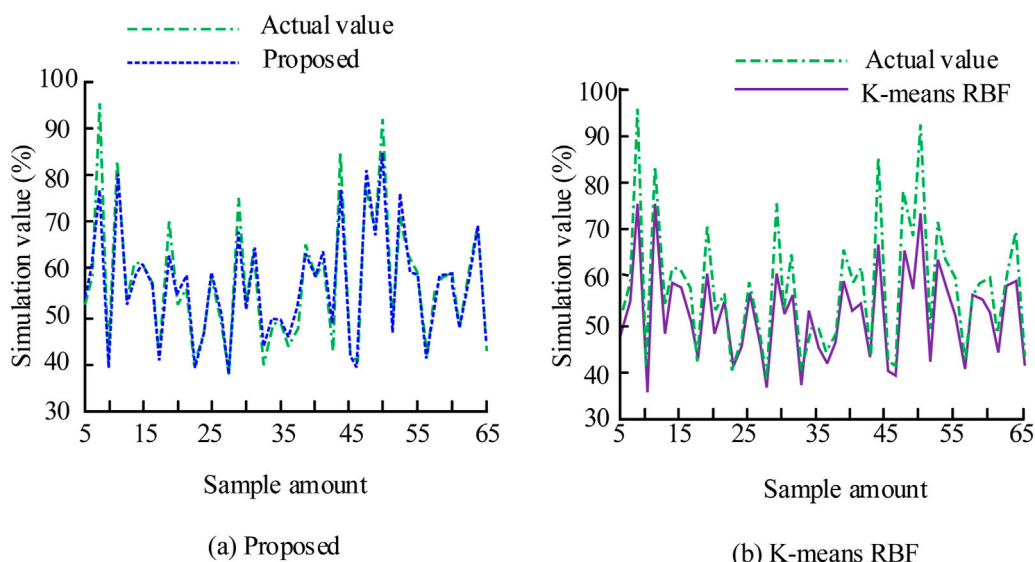 Actual value
Proposed
100
90
80
70
60
50
40
30
5 15 25 35 45 55 65
Simulation value (%)
Sample amount
(a) Proposed
Actual value
K-means RBF
100
90
80
70
60
50
40
30
5 15 25 35 45 55 65
Simulation value (%)
Sample amount
(b) K-means RBF